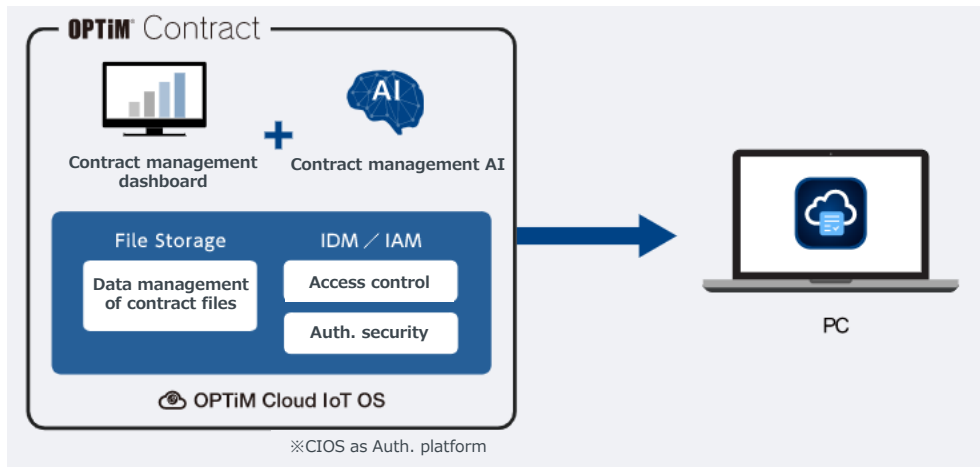 OPTiM Contract
AI
Contract management
dashboard
Contract management AI
File Storage
IDM ／ IAM
Data management
of contract files
Access control
Auth. security
OPTiM Cloud IoT OS
※CIOS as Auth. platform
PC